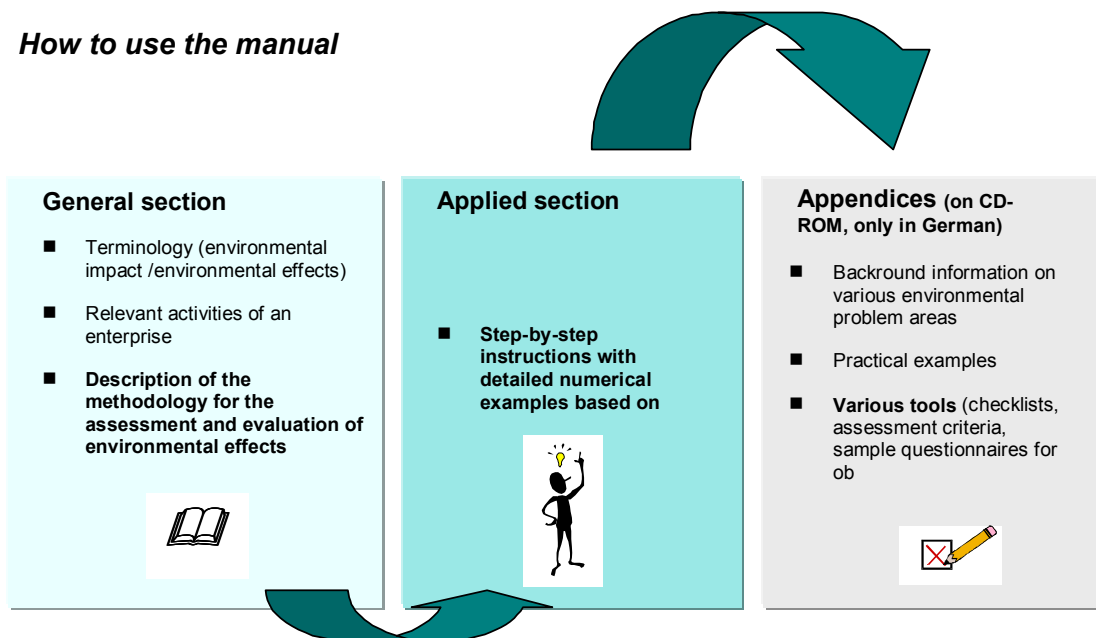 How to use the manual
General section
■ Terminology (environmental
impact /environmental effects)
■ Relevant activities of an
enterprise
■ Description of the
methodology for the
assessment and evaluation of
environmental effects
Applied section
■ Step-by-step
instructions with
detailed numerical
examples based on
Appendices (on CD-
ROM, only in German)
■ Backround information on
various environmental
problem areas
■ Practical examples
■ Various tools (checklists,
assessment criteria,
sample questionnaires for
ob